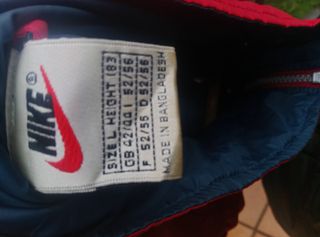 NIKE
SIZE L HEIGHT 183
GB 42/44 I 52/56
F 52/56 D 52/56
MADE IN BANGLADESH